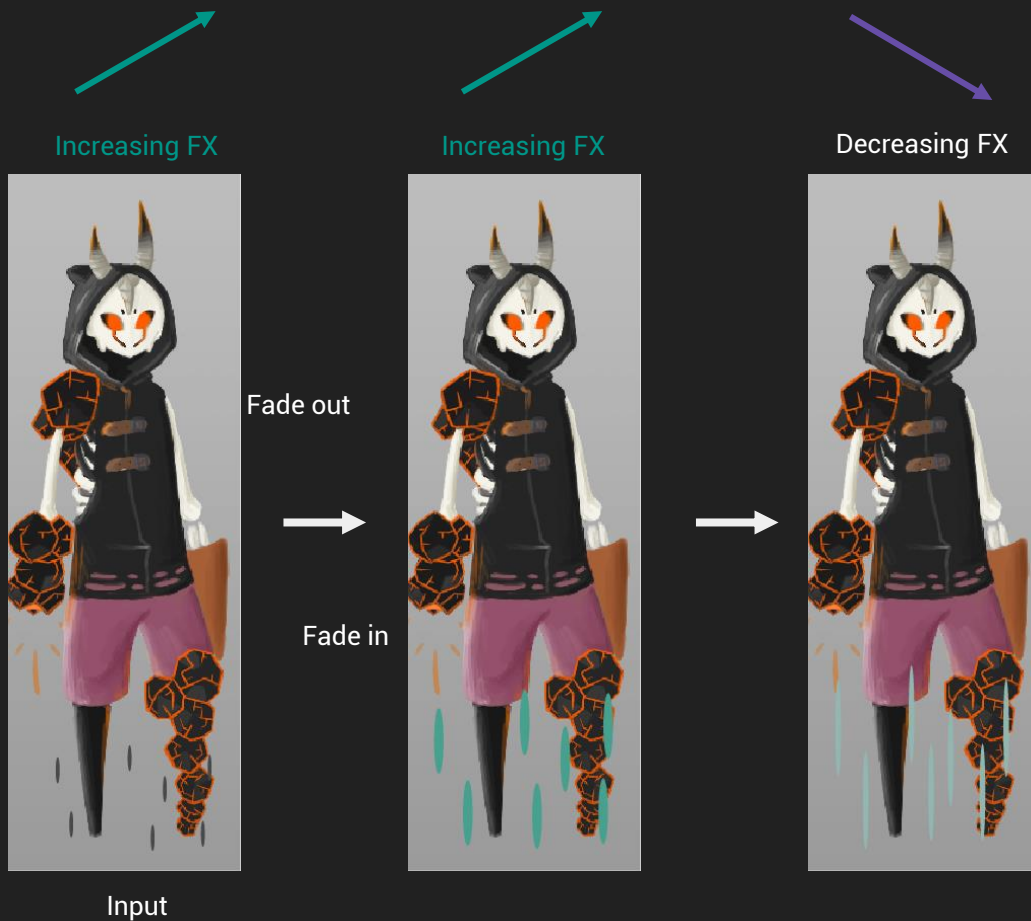 Increasing FX
Increasing FX
Decreasing FX
Fade out
Fade in
Input